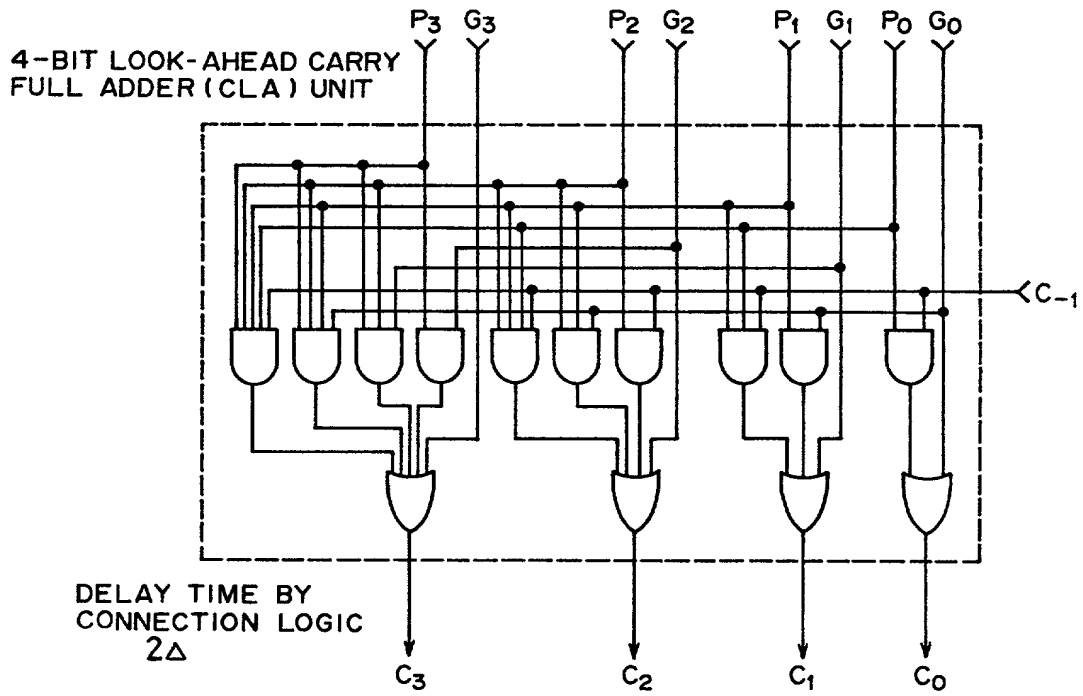 P3 G3 P2 G2 P1 G1 P0 G0
4-BIT LOOK-AHEAD CARRY
FULL ADDER (CLA) UNIT
C-1
DELAY TIME BY
CONNECTION LOGIC
2Δ
C3 C2 C1 C0